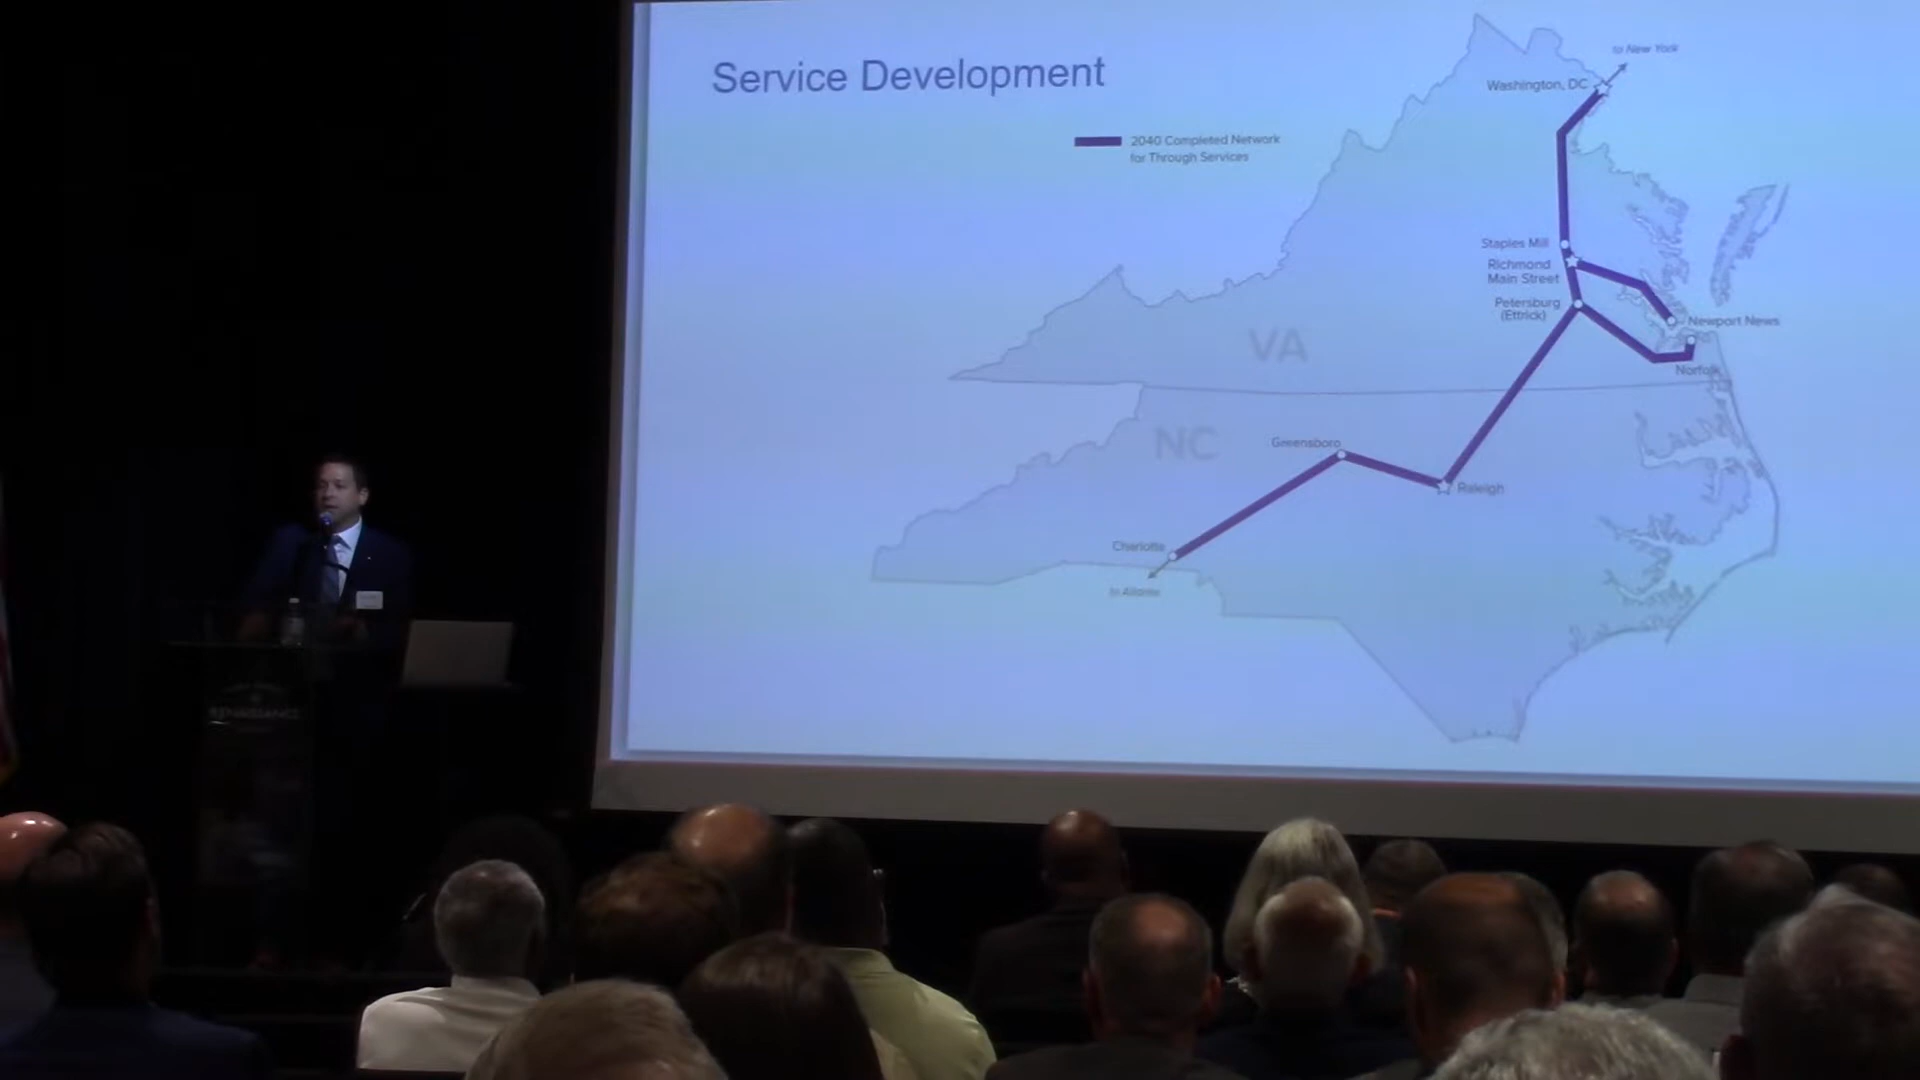 Service Development
to New York
Washington, DC
2040 Completed Network
for Through Services
Staples Mill
Richmond
Main Street
Petersburg
(Ettrick)
Newport News
VA
Norfolk
NC
Greensboro
Raleigh
Charlotte
to Atlanta
RENAISSANCE